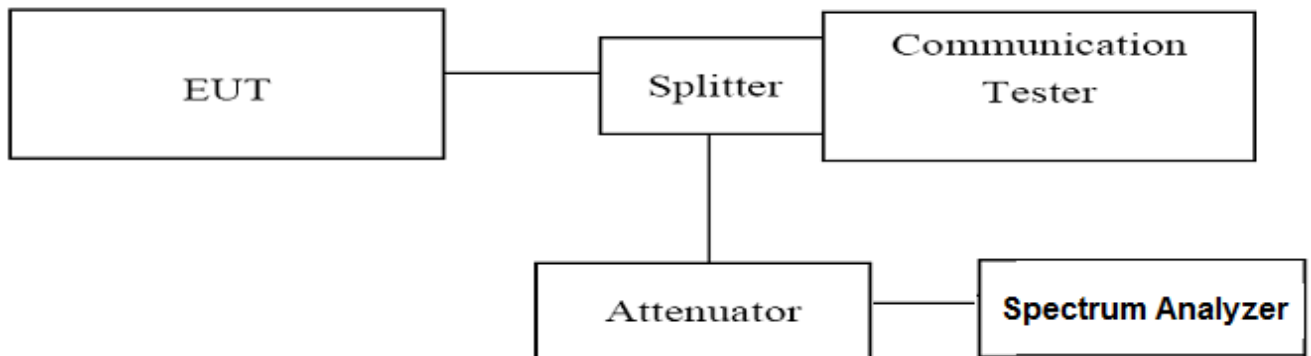 EUT
Splitter
Communication
Tester
Attenuator
Spectrum Analyzer